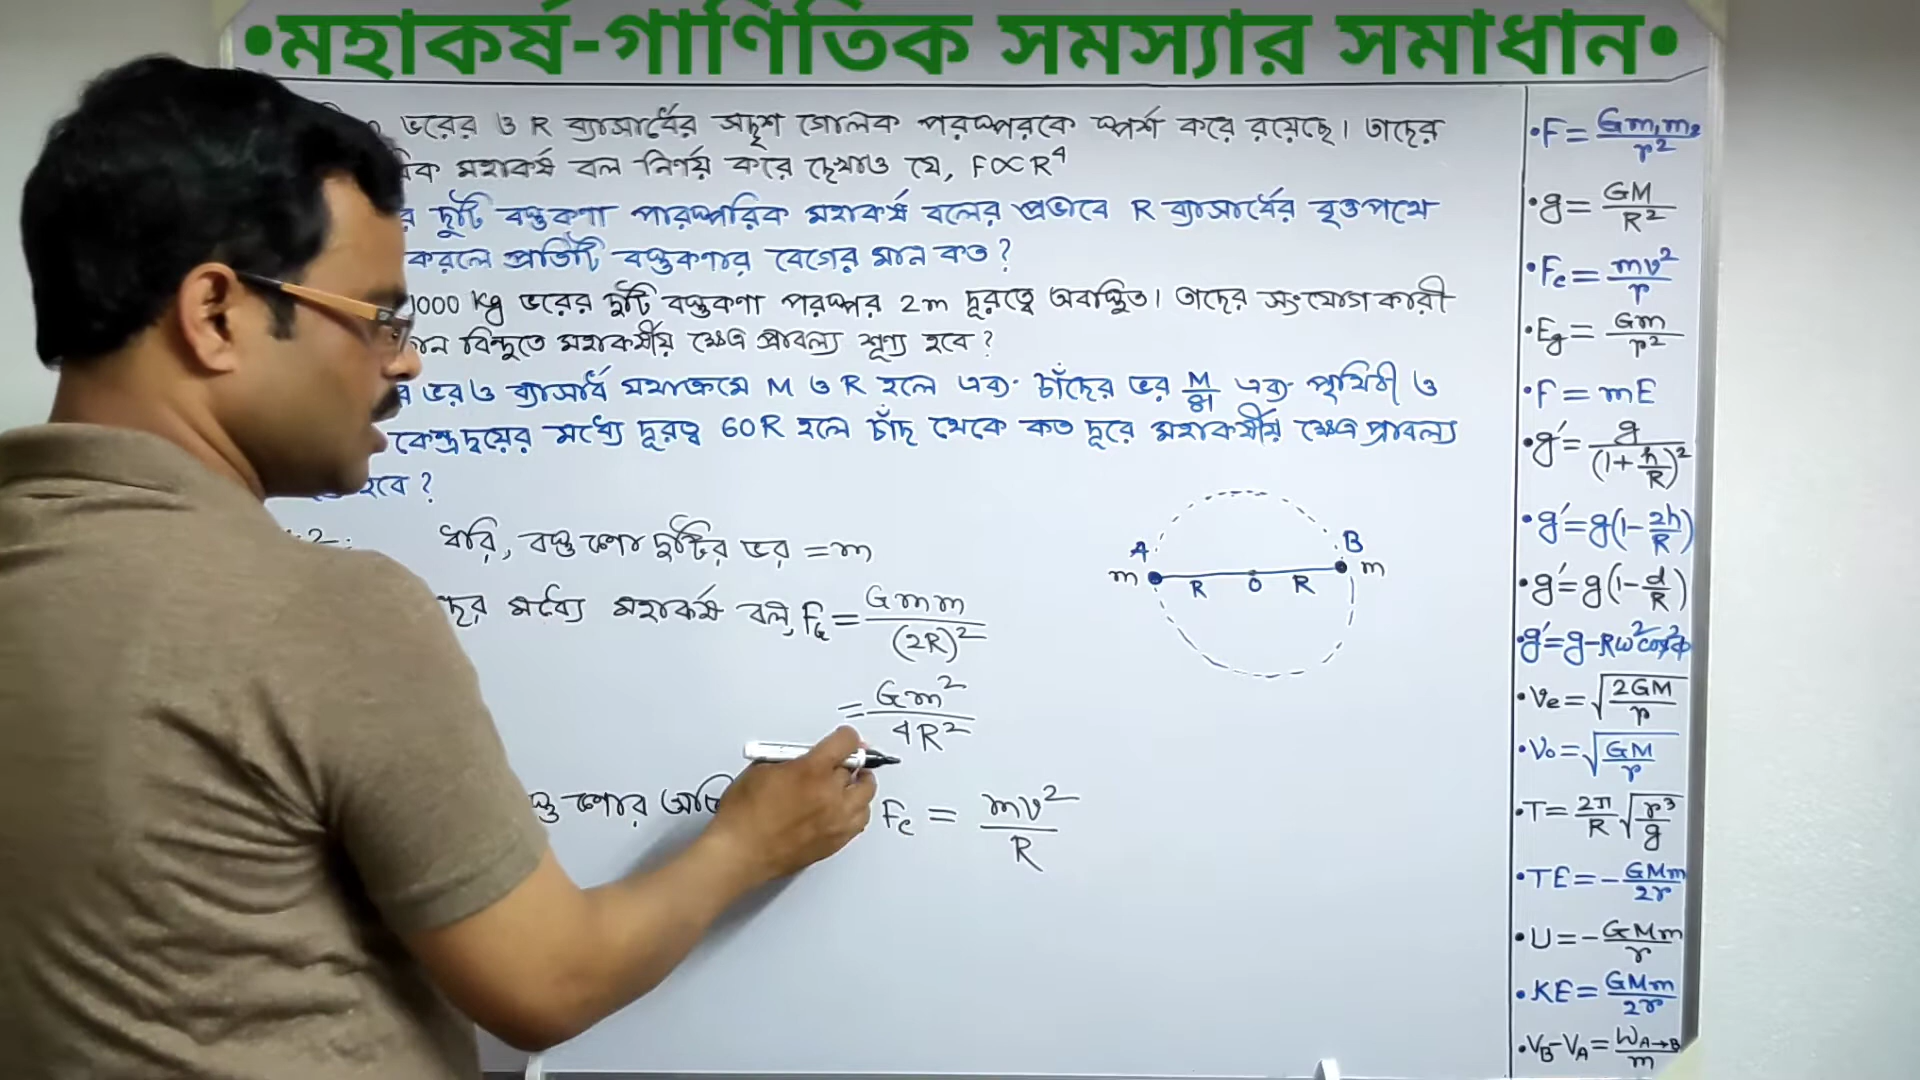 •মহাকর্ষ-গাণিতিক সমস্যার সমাধান•
ভরের ও R ব্যাসার্ধের সদৃশ গোলক পরস্পরকে স্পর্শ করে রয়েছে। তাদের
মহাকর্ষ বল নির্ণয় করে দেখাও যে, F∝R⁴
দুটি বস্তুকণা পারস্পরিক মহাকর্ষ বলের প্রভাবে R ব্যাসার্ধের বৃত্তপথে
করলে প্রতিটি বস্তুকণার বেগের মান কত?
1000 kg ভরের দুটি বস্তুকণা পরস্পর 2m দূরত্বে অবস্থিত। তাদের সংযোগকারী
বিন্দুতে মহাকর্ষীয় ক্ষেত্র প্রাবল্য শূণ্য হবে?
ভর ও ব্যাসার্ধ যথাক্রমে M ও R হলে এবং চাঁদের ভর M/81 এবং পৃথিবী ও
কেন্দ্রদ্বয়ের মধ্যে দূরত্ব 60R হলে চাঁদ থেকে কত দূরে মহাকর্ষীয় ক্ষেত্র প্রাবল্য
হবে?
ধরি, বস্তু কণা দুটির ভর = m
মধ্যে মহাকর্ষ বল, F_G = Gmm/(2R)²
= Gm²/4R²
কণার F_c = mv²/R
A B
m R O R m
•F = Gm₁m₂/r²
•g = GM/R²
•F_c = mv²/r
•E_g = Gm/r²
•F = mE
•g′ = g/(1+h/R)²
•g′ = g(1-2h/R)
•g′ = g(1-d/R)
•g′ = g-Rω²cos²φ
•V_e = √(2GM/r)
•V_o = √(GM/r)
•T = 2π/R √(r³/g)
•TE = -GMm/2r
•U = -GMm/r
•KE = GMm/2r
•V_B-V_A = W_A→B/m